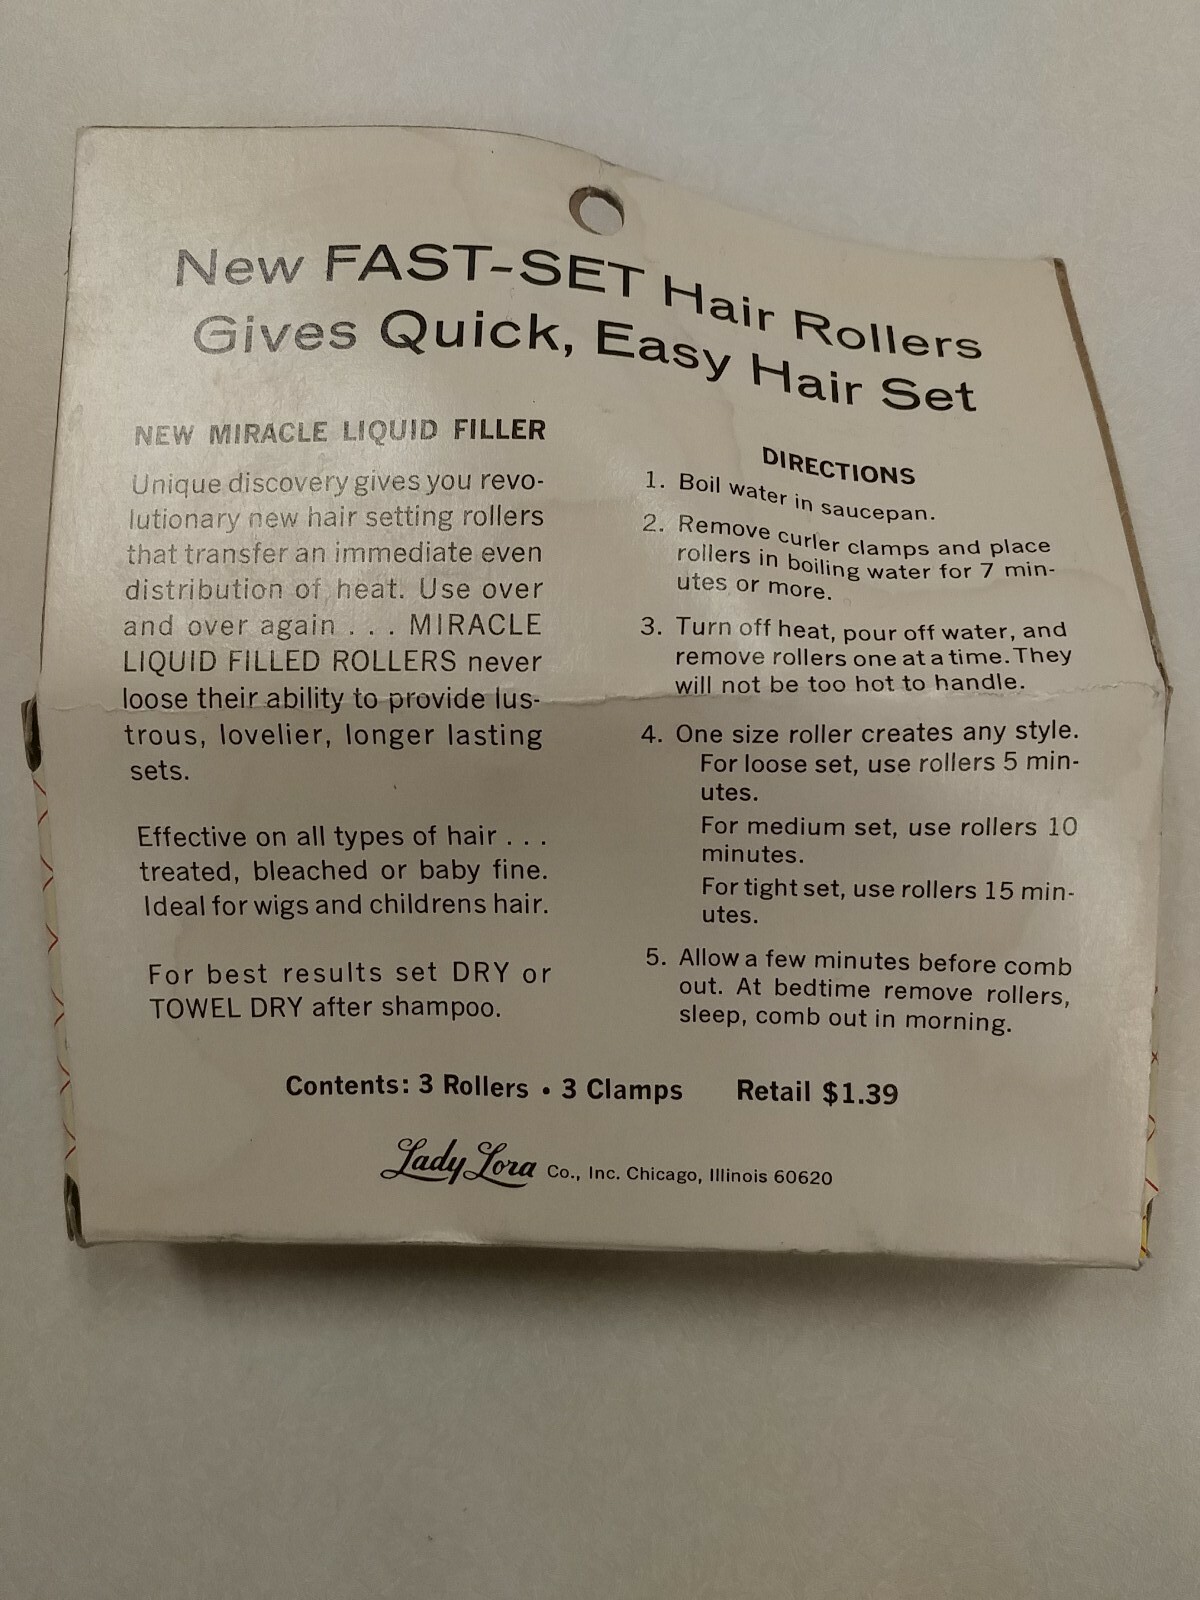 New FAST-SET Hair Rollers
Gives Quick, Easy Hair Set
NEW MIRACLE LIQUID FILLER
Unique discovery gives you revo-
lutionary new hair setting rollers
that transfer an immediate even
distribution of heat. Use over
and over again . . . MIRACLE
LIQUID FILLED ROLLERS never
loose their ability to provide lus-
trous, lovelier, longer lasting
sets.
Effective on all types of hair . . .
treated, bleached or baby fine.
Ideal for wigs and childrens hair.
For best results set DRY or
TOWEL DRY after shampoo.
DIRECTIONS
1. Boil water in saucepan.
2. Remove curler clamps and place
rollers in boiling water for 7 min-
utes or more.
3. Turn off heat, pour off water, and
remove rollers one at a time. They
will not be too hot to handle.
4. One size roller creates any style.
For loose set, use rollers 5 min-
utes.
For medium set, use rollers 10
minutes.
For tight set, use rollers 15 min-
utes.
5. Allow a few minutes before comb
out. At bedtime remove rollers,
sleep, comb out in morning.
Contents: 3 Rollers • 3 Clamps Retail $1.39
Lady Lora Co., Inc. Chicago, Illinois 60620